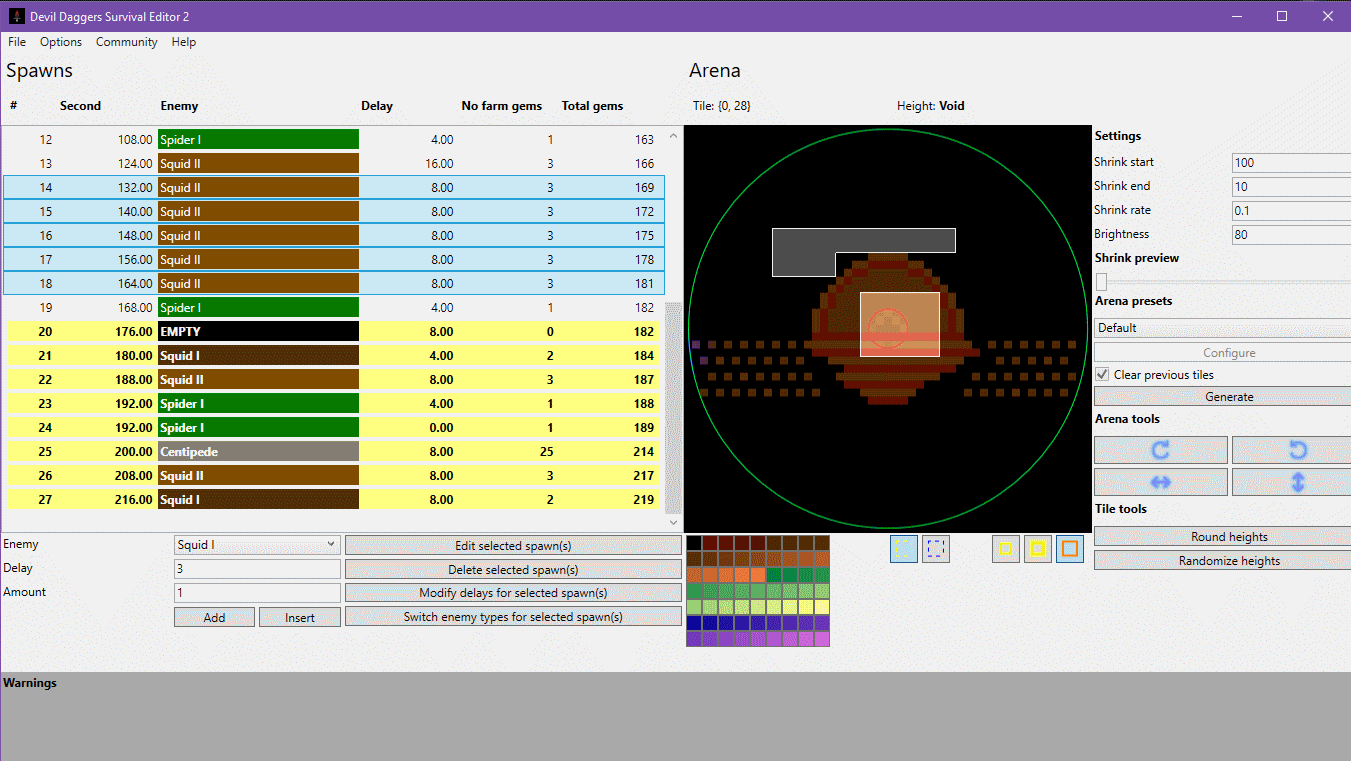 Devil Daggers Survival Editor 2
File Options Community Help
Spawns
# Second Enemy Delay No farm gems Total gems
12 108.00 Spider I 4.00 1 163
13 124.00 Squid II 16.00 3 166
14 132.00 Squid II 8.00 3 169
15 140.00 Squid II 8.00 3 172
16 148.00 Squid II 8.00 3 175
17 156.00 Squid II 8.00 3 178
18 164.00 Squid II 8.00 3 181
19 168.00 Spider I 4.00 1 182
20 176.00 EMPTY 8.00 0 182
21 180.00 Squid I 4.00 2 184
22 188.00 Squid II 8.00 3 187
23 192.00 Spider I 4.00 1 188
24 192.00 Spider I 0.00 1 189
25 200.00 Centipede 8.00 25 214
26 208.00 Squid II 8.00 3 217
27 216.00 Squid I 8.00 2 219
Enemy Squid I Edit selected spawn(s)
Delay 3 Delete selected spawn(s)
Amount 1 Modify delays for selected spawn(s)
Add Insert Switch enemy types for selected spawn(s)
Arena
Tile: {0, 28} Height: Void
Settings
Shrink start 100
Shrink end 10
Shrink rate 0.1
Brightness 80
Shrink preview
Arena presets
Default
Configure
Clear previous tiles
Generate
Arena tools
Tile tools
Round heights
Randomize heights
Warnings